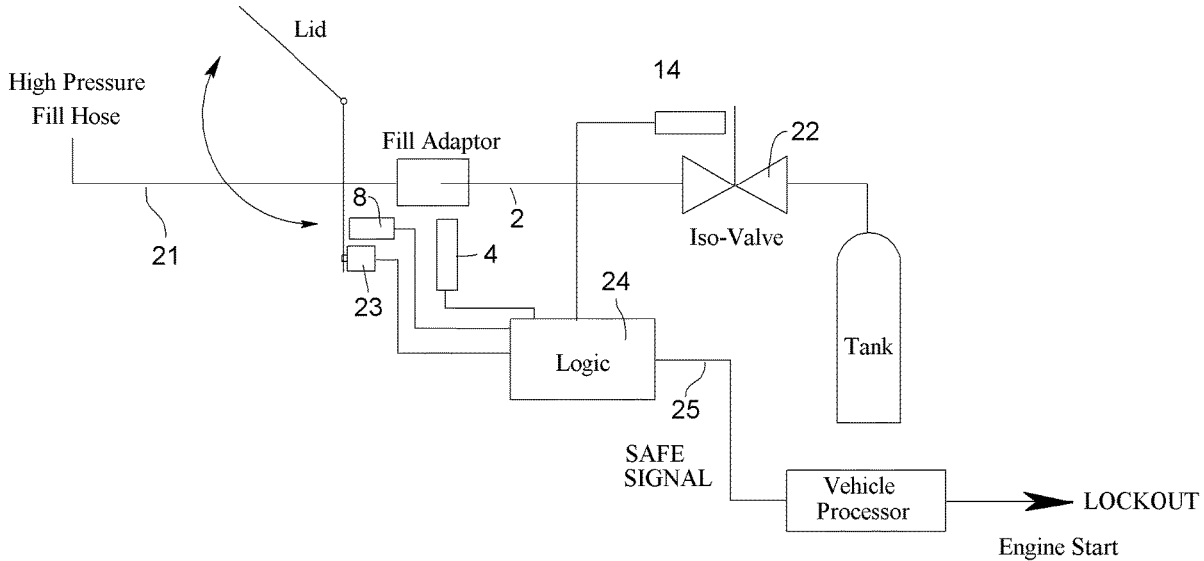 Lid
14
High Pressure
Fill Hose
Fill Adaptor
22
8
2
21
4
Iso-Valve
23
24
Logic
Tank
25
SAFE
SIGNAL
Vehicle
Processor
LOCKOUT
Engine Start